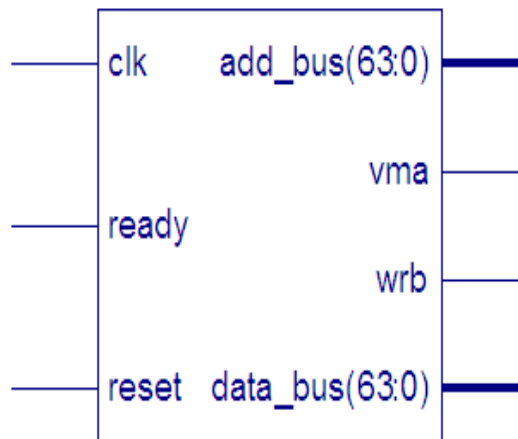 clk add_bus(63:0)
vma
ready
wrb
reset data_bus(63:0)